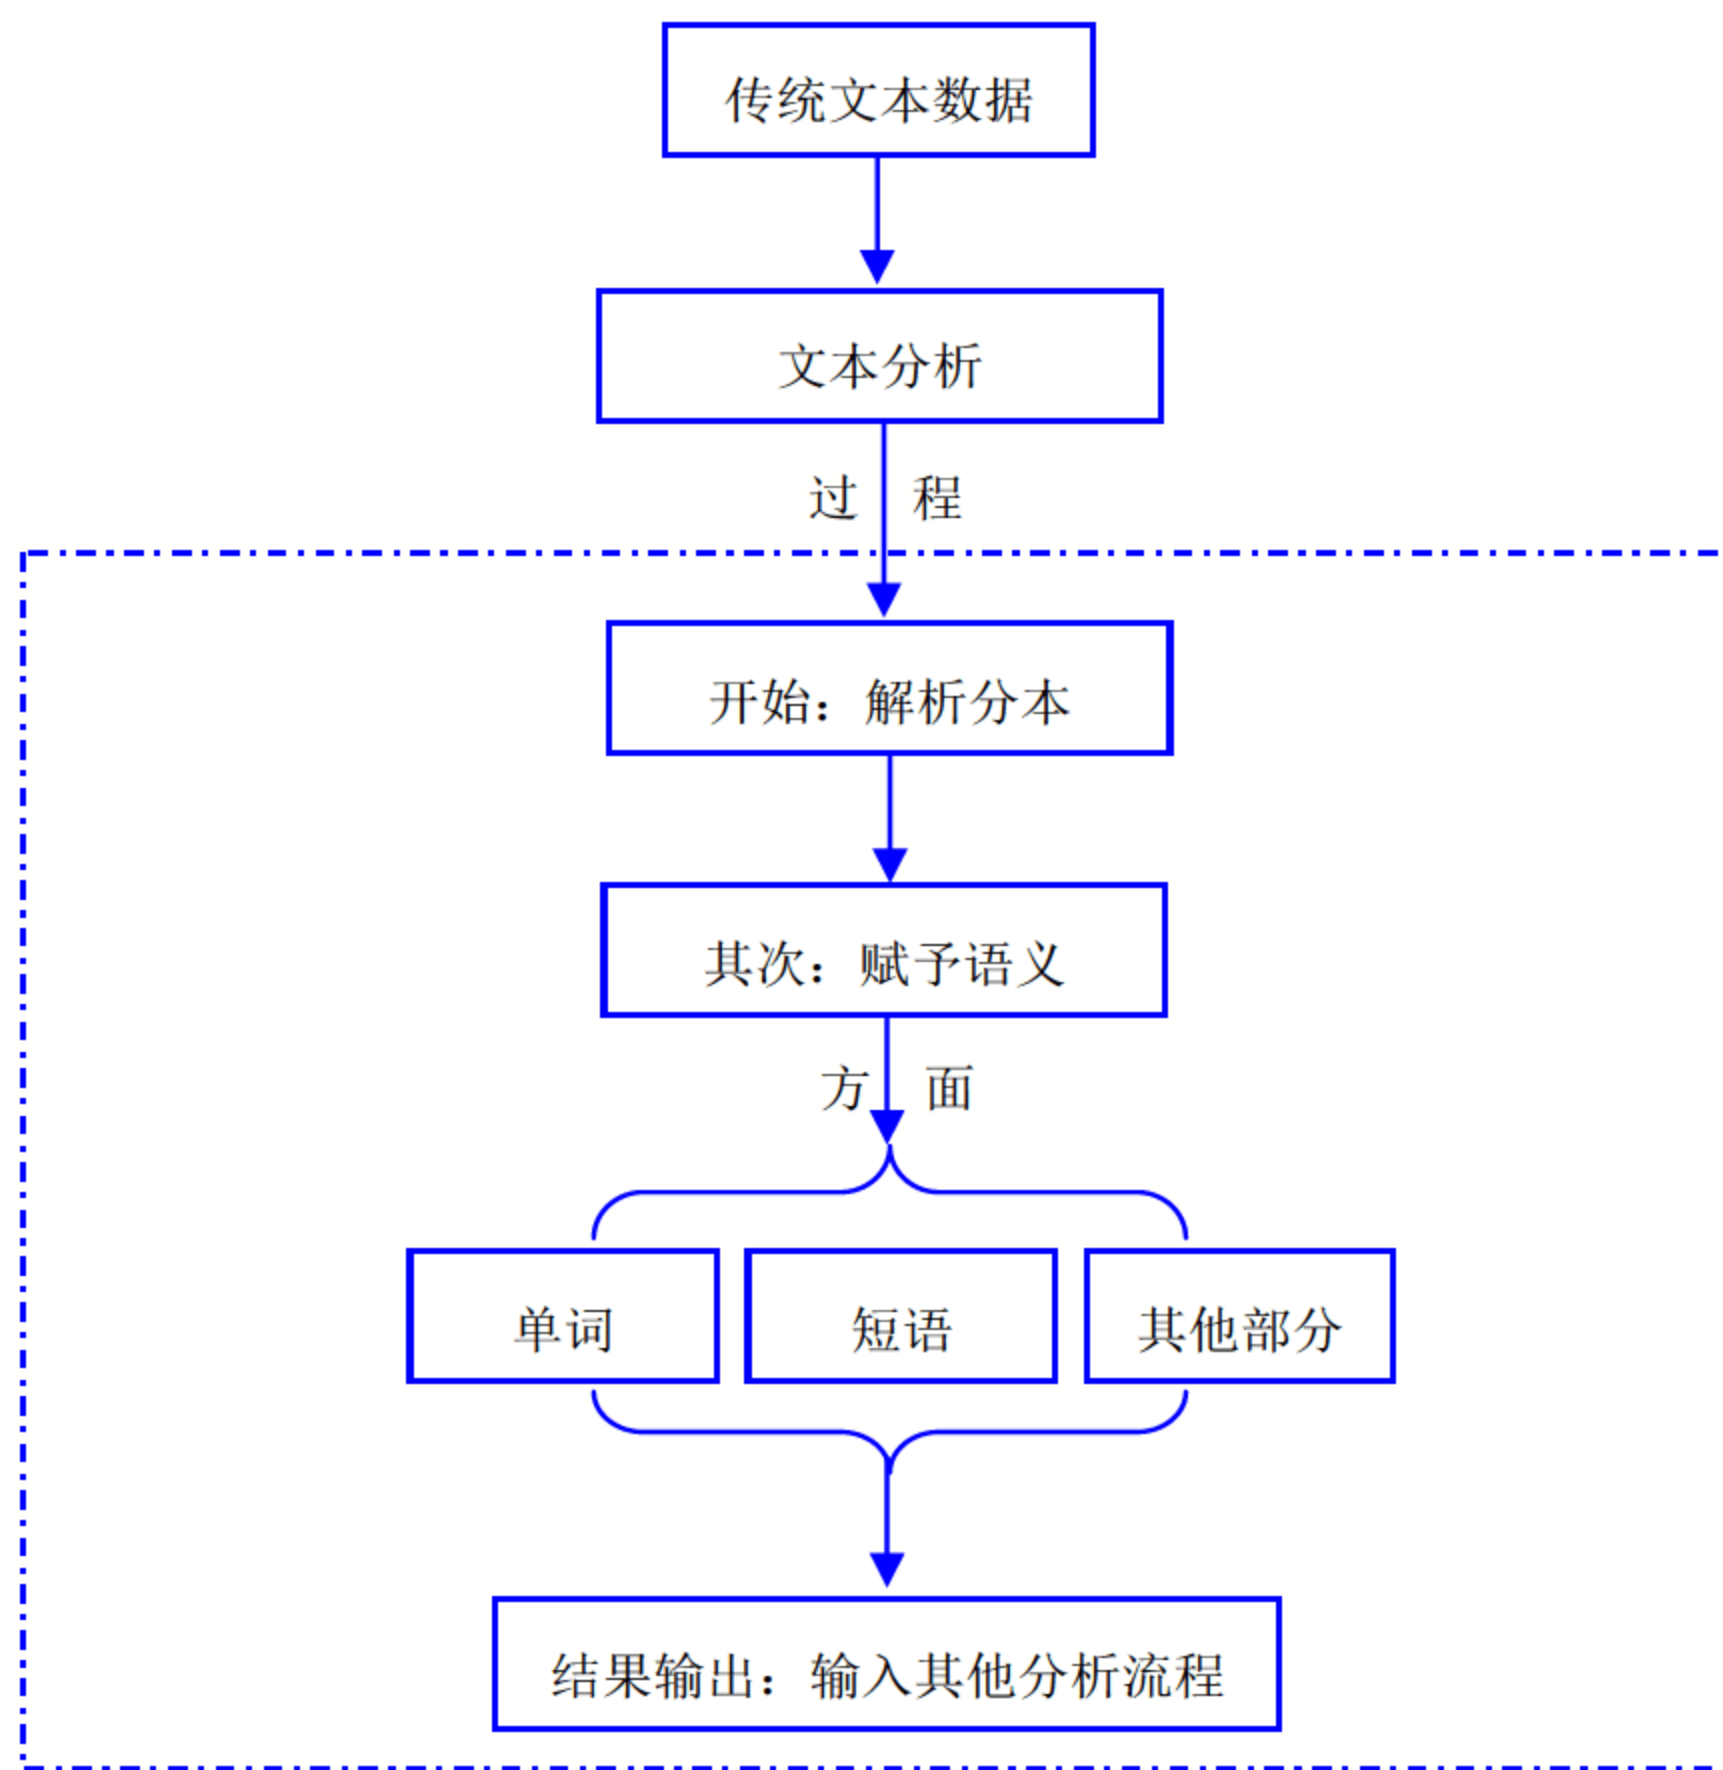 传统文本数据
文本分析
过 程
开始：解析分本
其次：赋予语义
方 面
单词
短语
其他部分
结果输出：输入其他分析流程